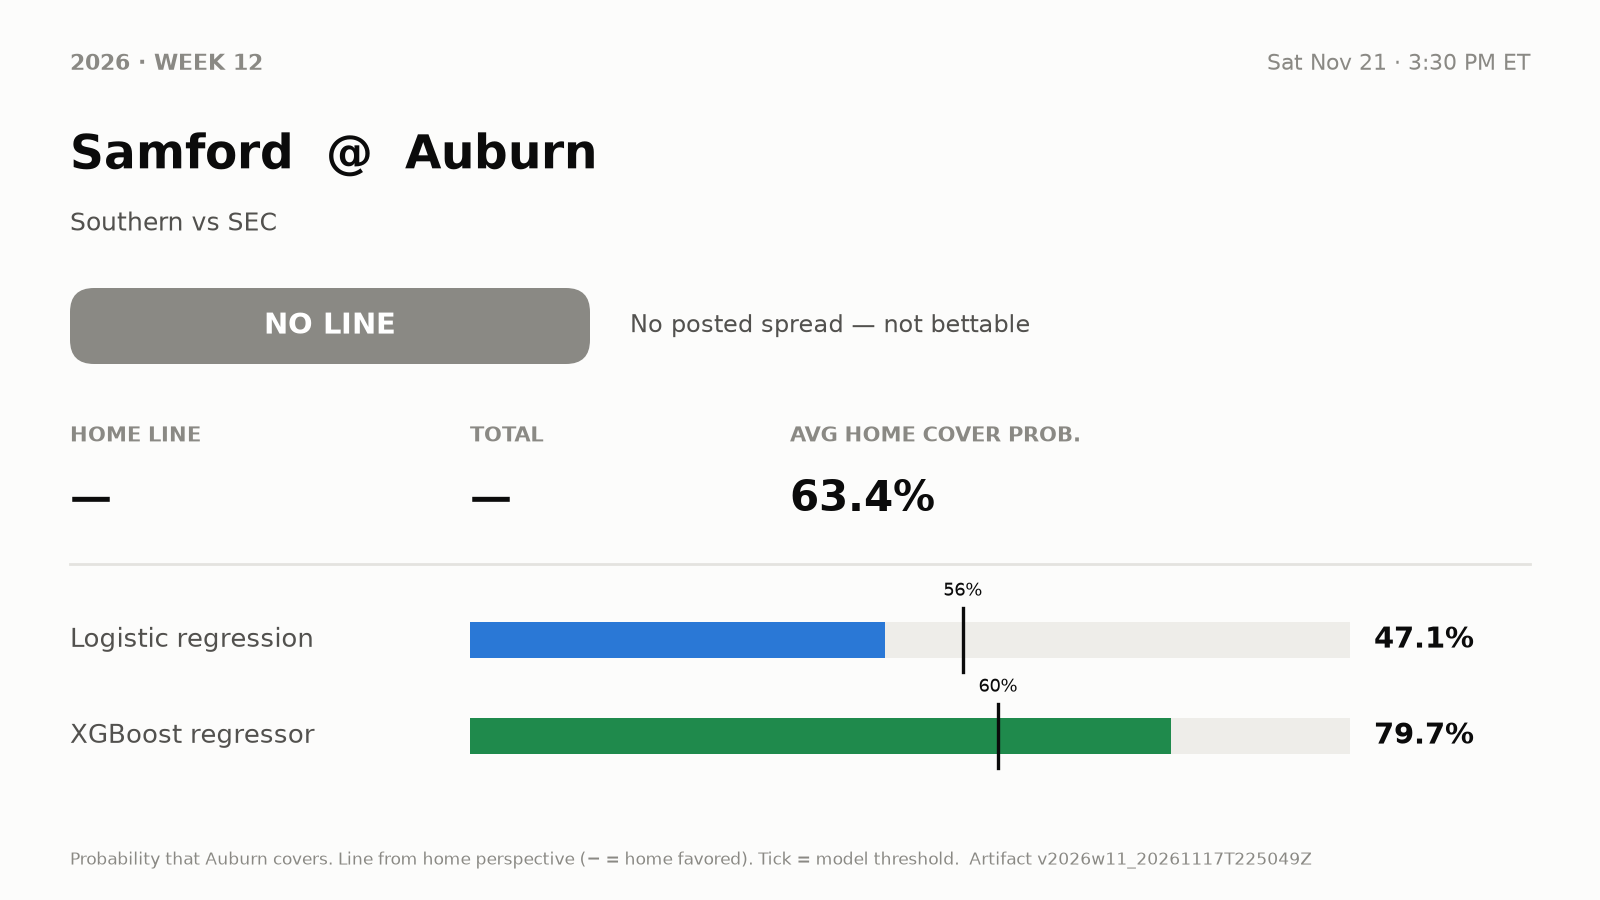 2026 · WEEK 12
Sat Nov 21 · 3:30 PM ET
Samford @ Auburn
Southern vs SEC
NO LINE
No posted spread — not bettable
HOME LINE
TOTAL
AVG HOME COVER PROB.
—
—
63.4%
56%
Logistic regression
47.1%
60%
XGBoost regressor
79.7%
Probability that Auburn covers. Line from home perspective (− = home favored). Tick = model threshold. Artifact v2026w11_20261117T225049Z